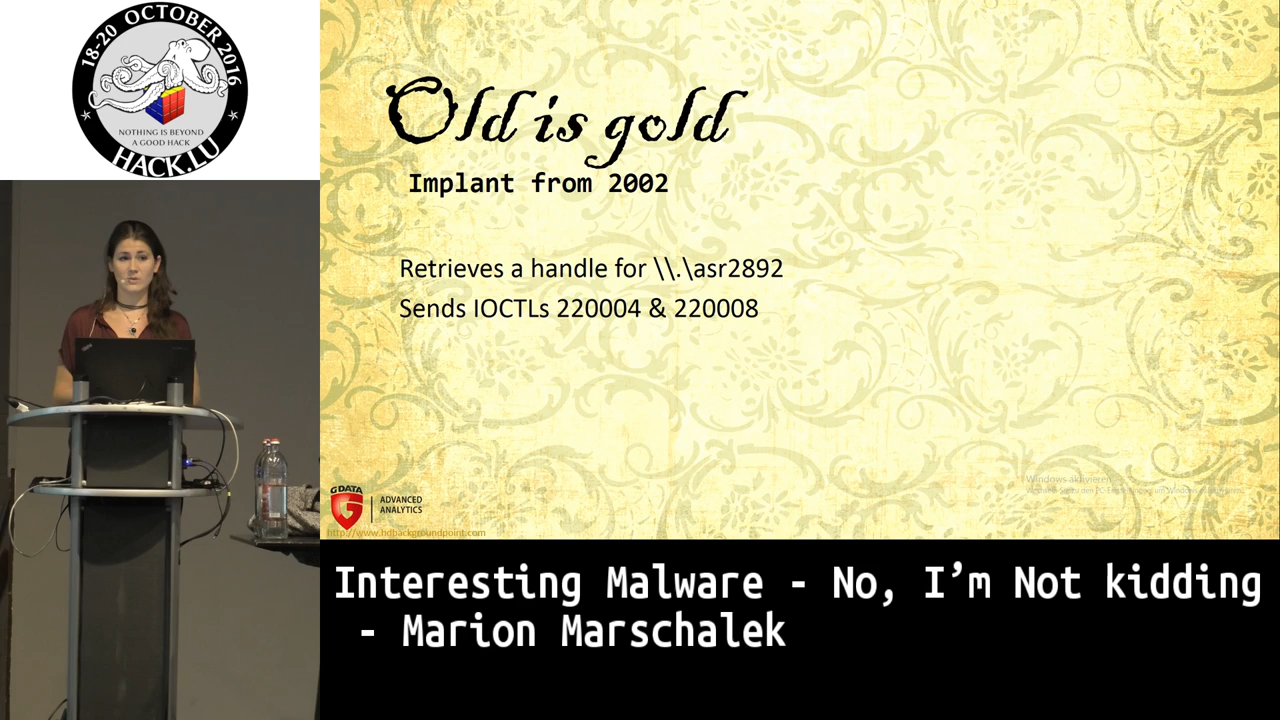 18-20 OCTOBER 2016
NOTHING IS BEYOND
A GOOD HACK
HACK.LU
Old is gold
Implant from 2002
Retrieves a handle for \\.\asr2892
Sends IOCTLs 220004 & 220008
Windows aktivieren
G DATA
ADVANCED
ANALYTICS
http://www.hdbackgroundpoint.com
Interesting Malware - No, I’m Not kidding
- Marion Marschalek